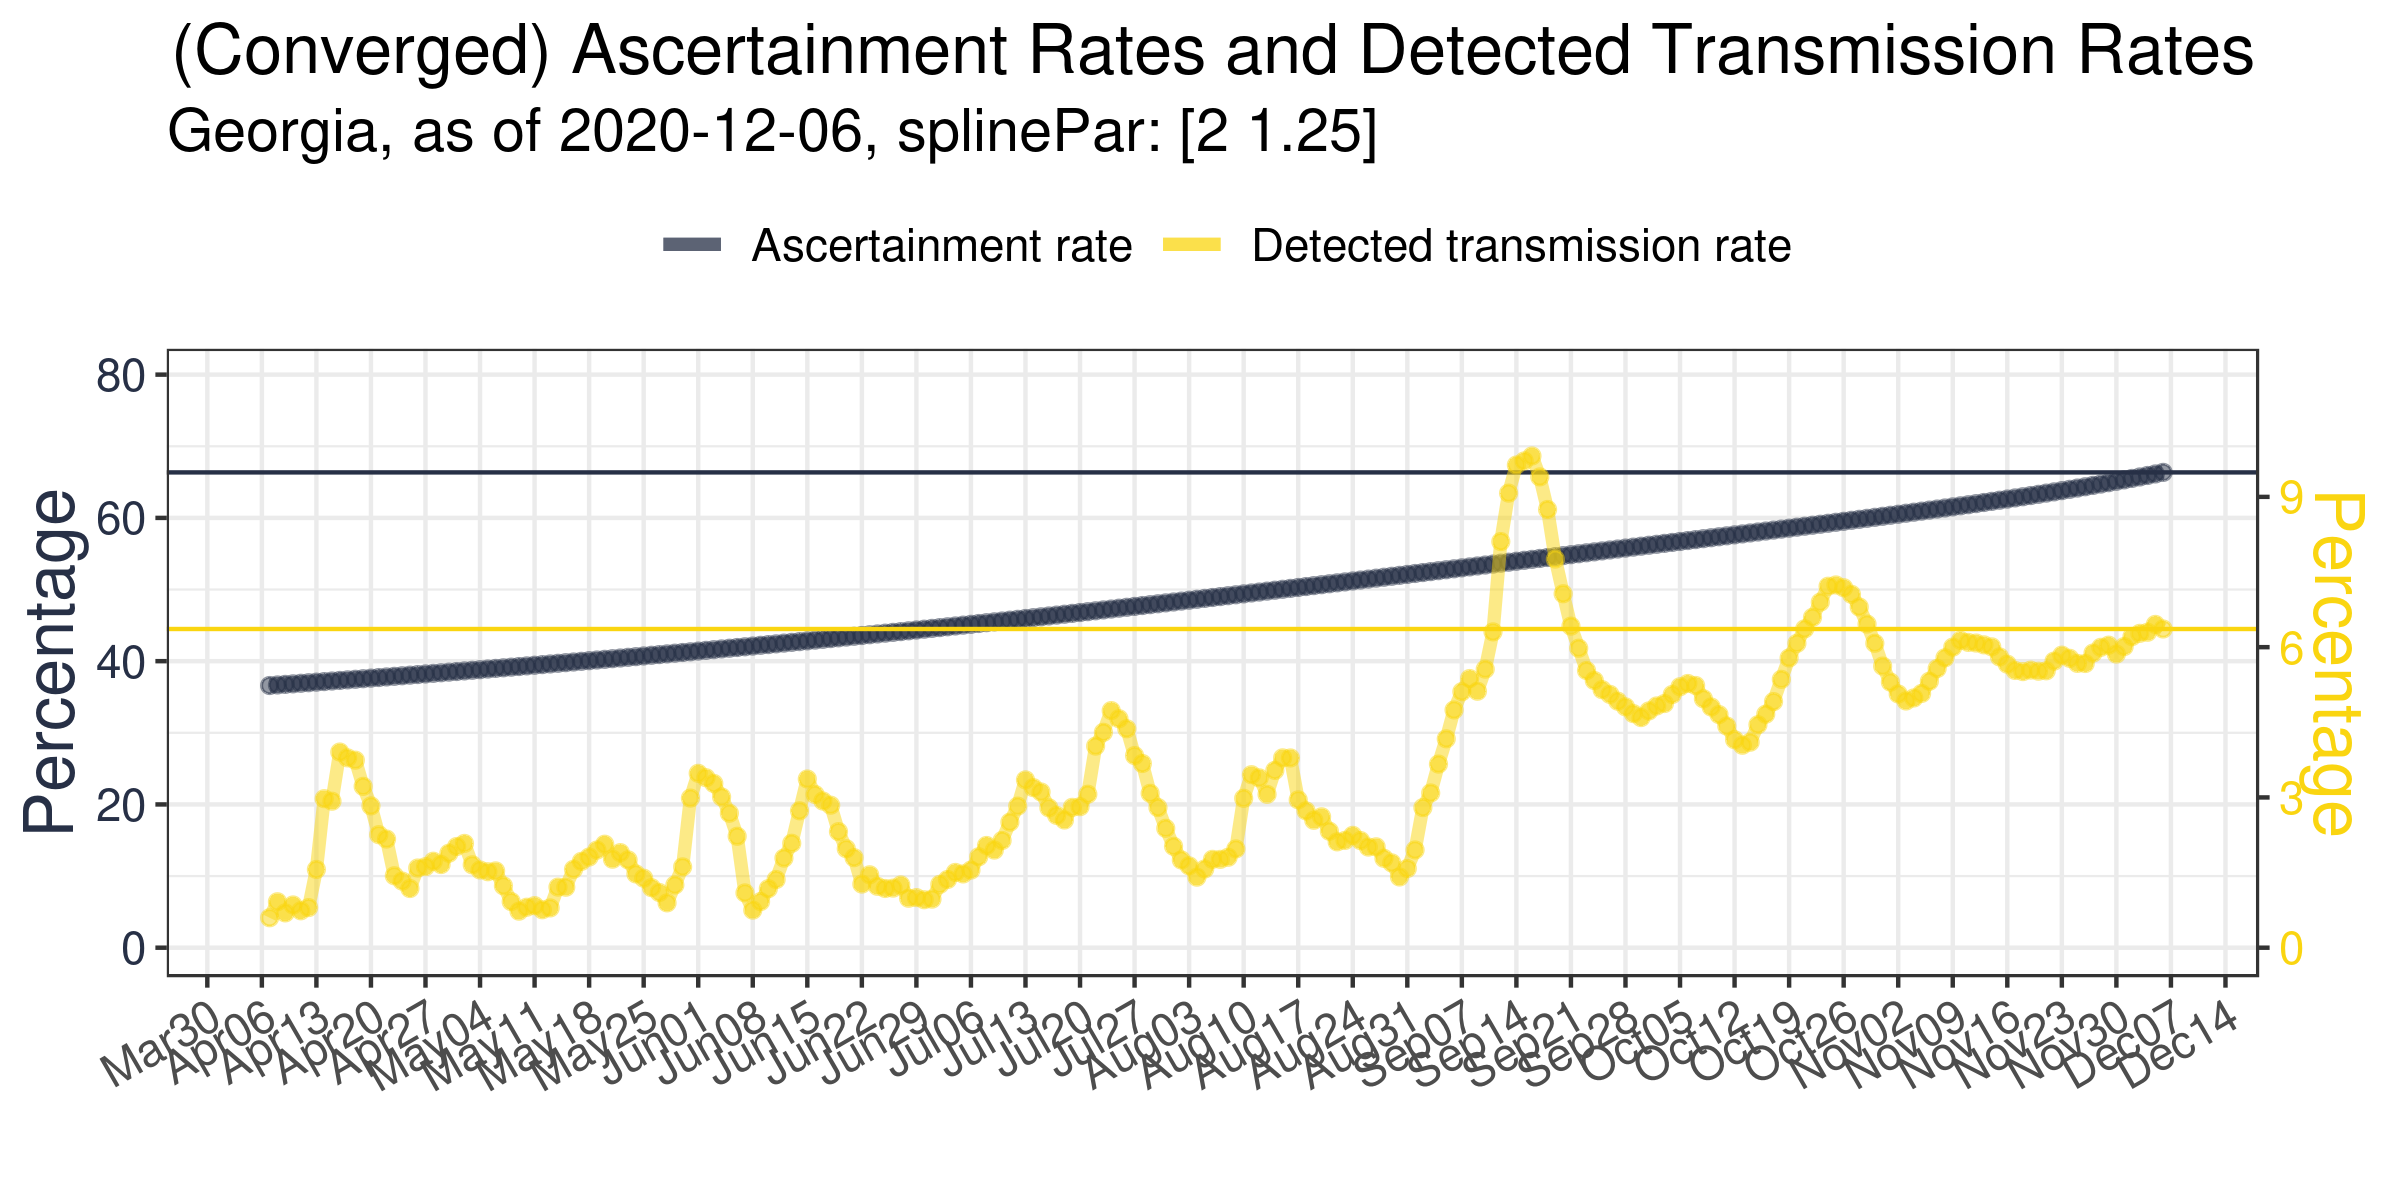 (Converged) Ascertainment Rates and Detected Transmission Rates
Georgia, as of 2020-12-06, splinePar: [2 1.25]
Ascertainment rate
Detected transmission rate
Percentage
80
60
40
20
0
9
6
3
0
Percentage
Mar30
Apr06
Apr13
Apr20
Apr27
May04
May11
May18
May25
Jun01
Jun08
Jun15
Jun22
Jun29
Jul06
Jul13
Jul20
Jul27
Aug03
Aug10
Aug17
Aug24
Aug31
Sep07
Sep14
Sep21
Sep28
Oct05
Oct12
Oct19
Oct26
Nov02
Nov09
Nov16
Nov23
Nov30
Dec07
Dec14